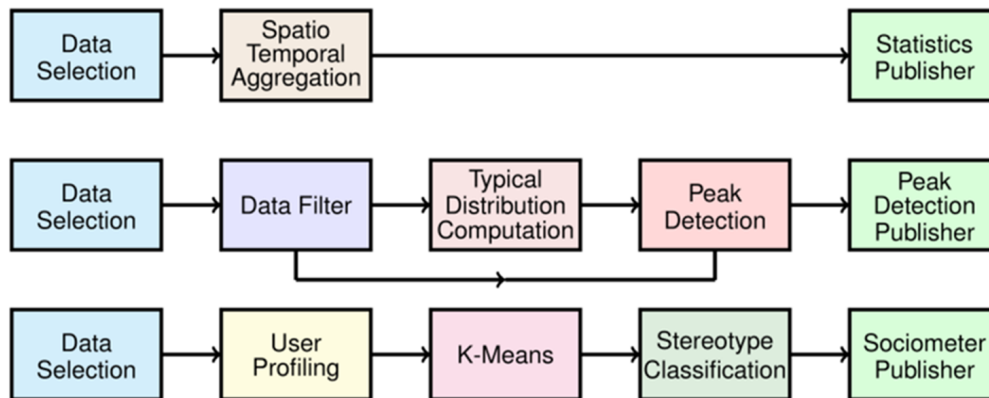 Data
Selection
Spatio
Temporal
Aggregation
Statistics
Publisher
Data
Selection
Data Filter
Typical
Distribution
Computation
Peak
Detection
Peak
Detection
Publisher
Data
Selection
User
Profiling
K-Means
Stereotype
Classification
Sociometer
Publisher